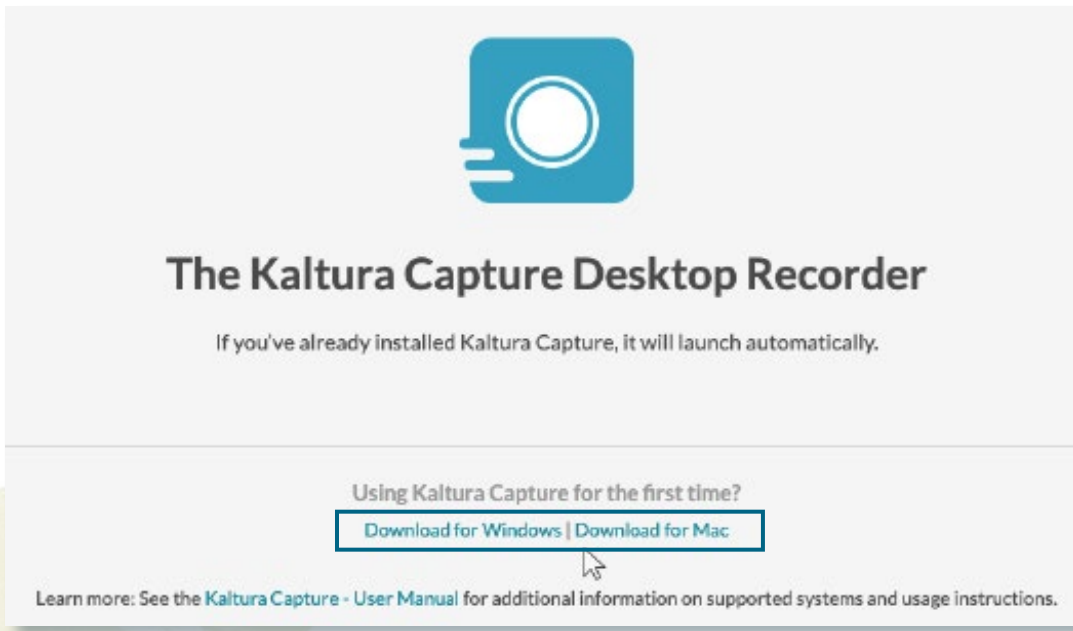 The Kaltura Capture Desktop Recorder
If you've already installed Kaltura Capture, it will launch automatically.
Using Kaltura Capture for the first time?
Download for Windows | Download for Mac
Learn more: See the Kaltura Capture - User Manual for additional information on supported systems and usage instructions.